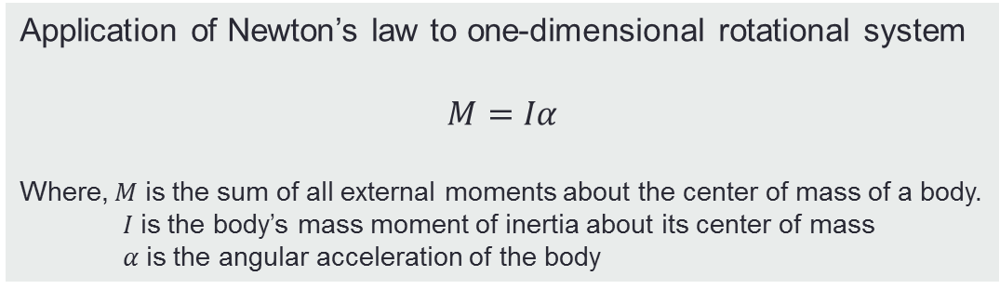 Application of Newton’s law to one-dimensional rotational system
𝑀 = 𝐼𝛼
Where, 𝑀 is the sum of all external moments about the center of mass of a body.
𝐼 is the body’s mass moment of inertia about its center of mass
𝛼 is the angular acceleration of the body